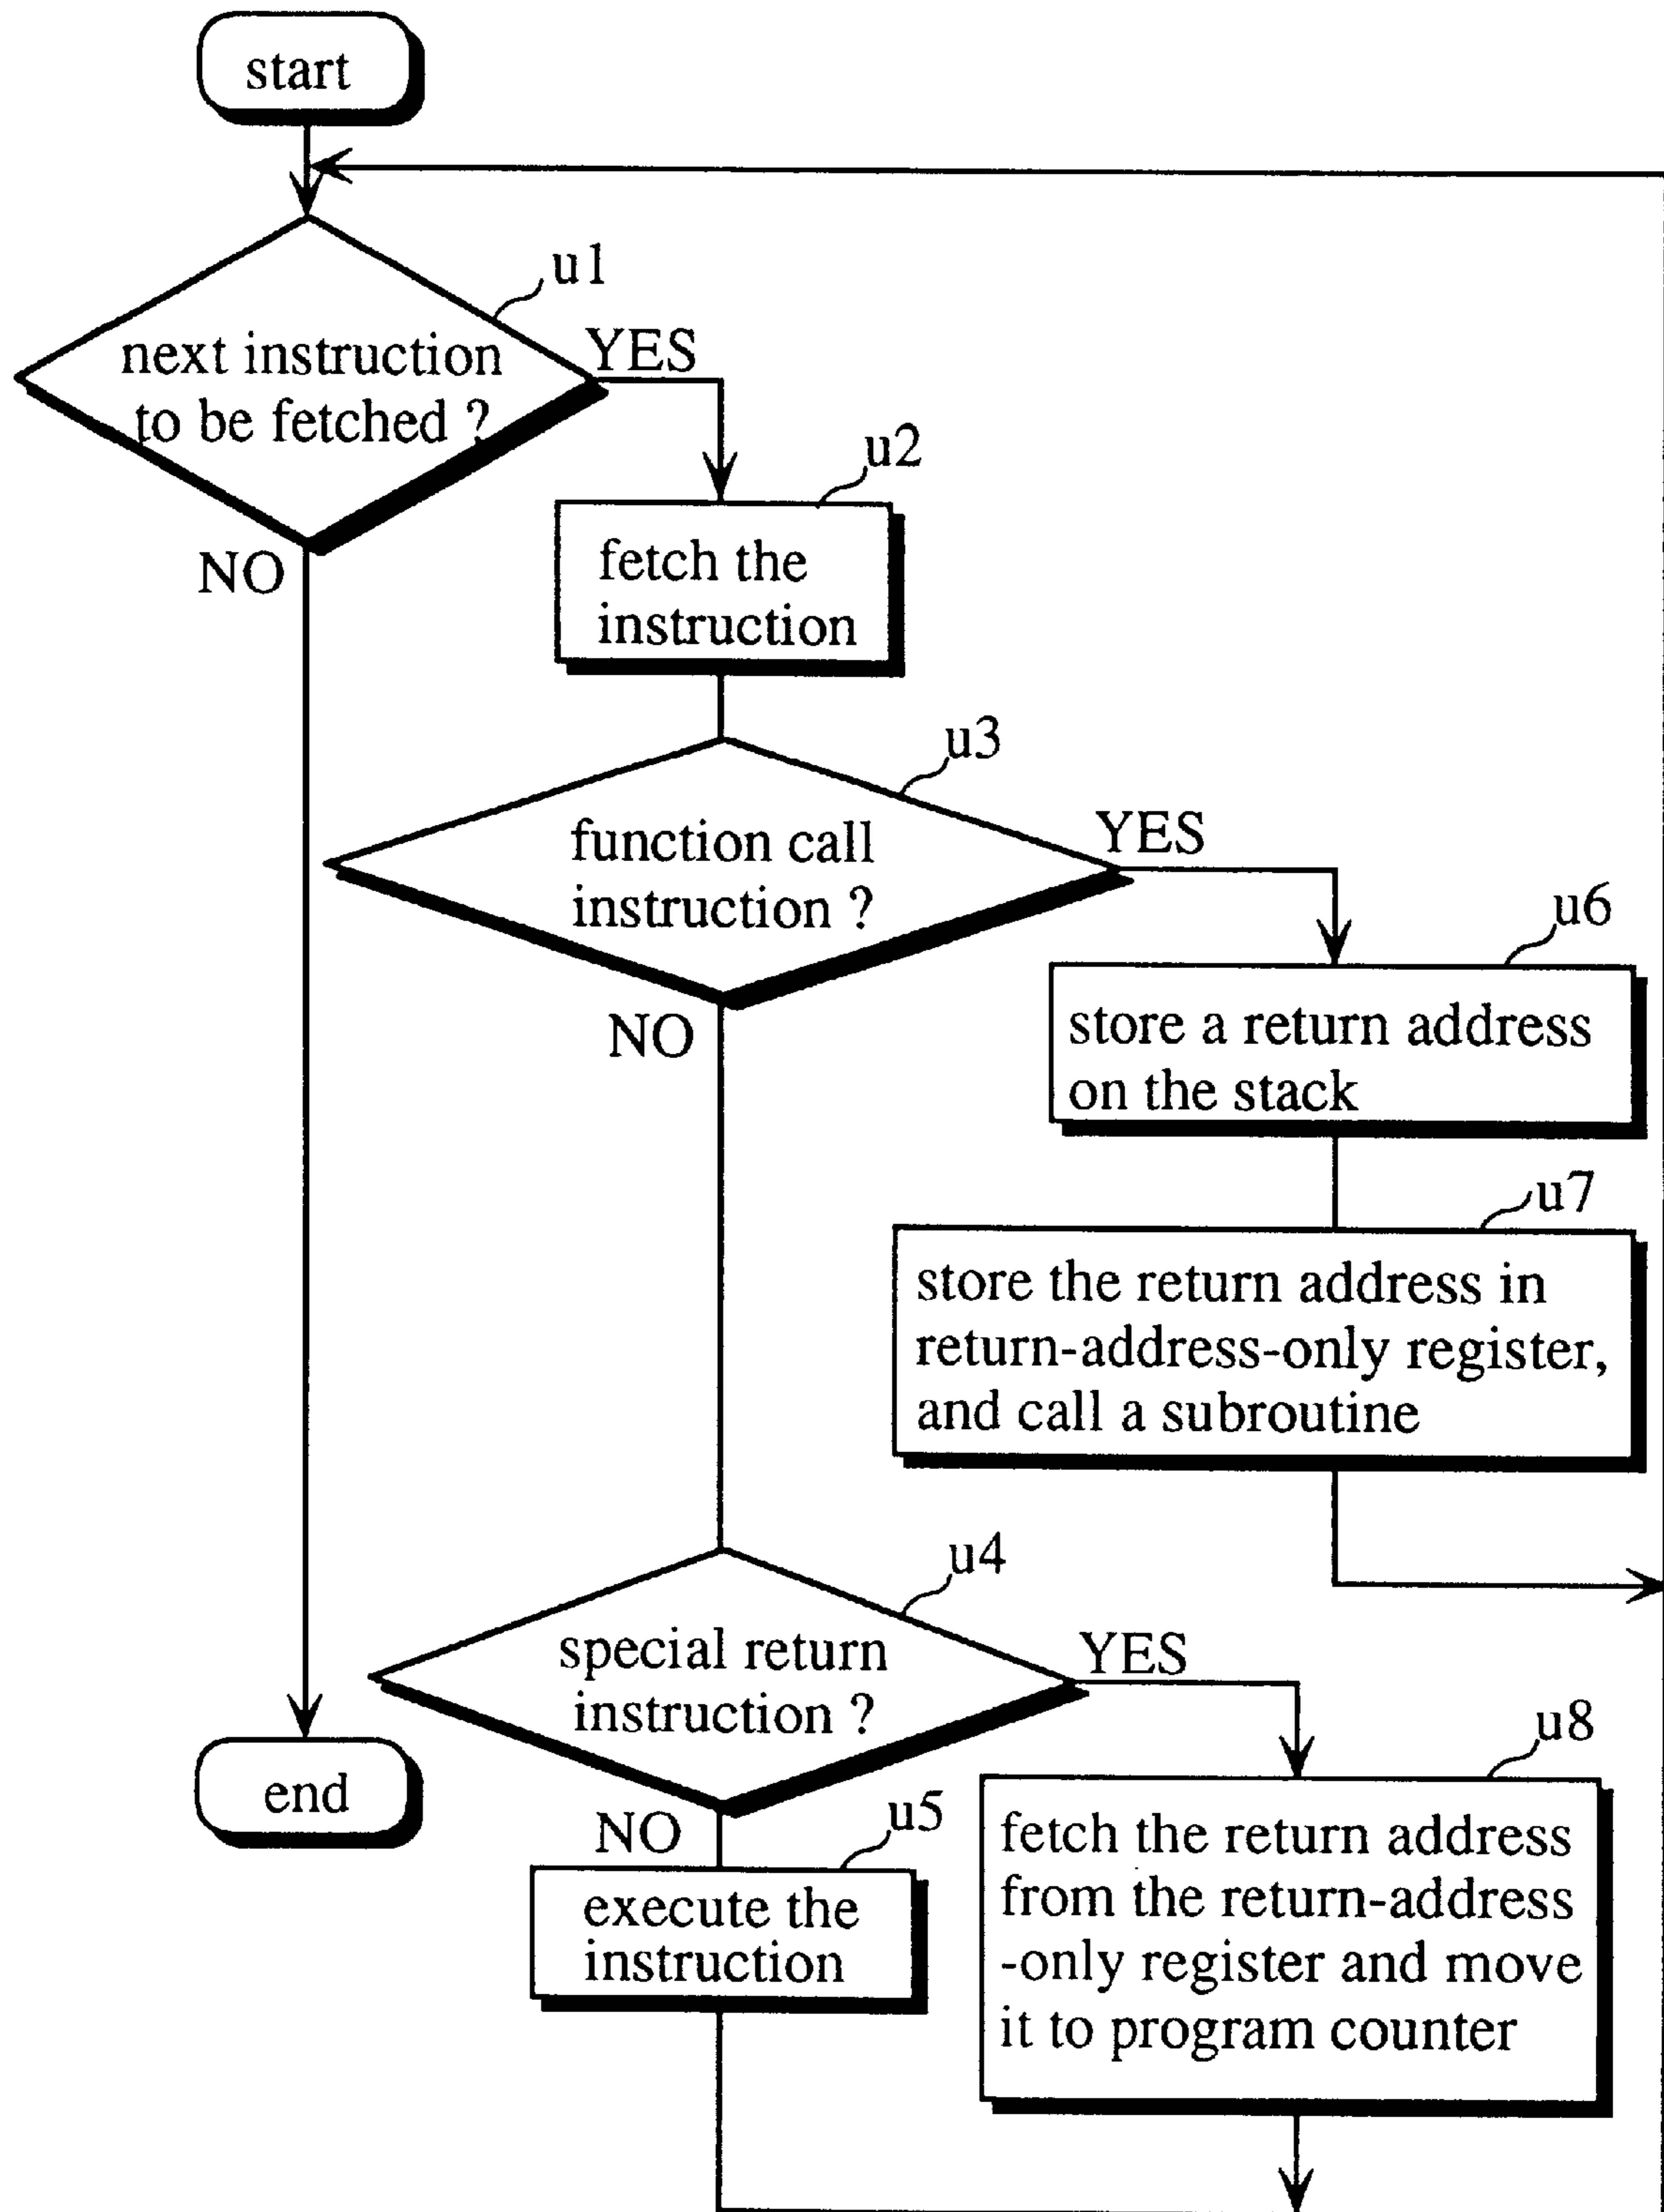 start
u1
next instruction
to be fetched ?
YES
NO
u2
fetch the
instruction
u3
function call
instruction ?
YES
NO
u6
store a return address
on the stack
u7
store the return address in
return-address-only register,
and call a subroutine
u4
special return
instruction ?
YES
NO
u8
fetch the return address
from the return-address
-only register and move
it to program counter
u5
execute the
instruction
end